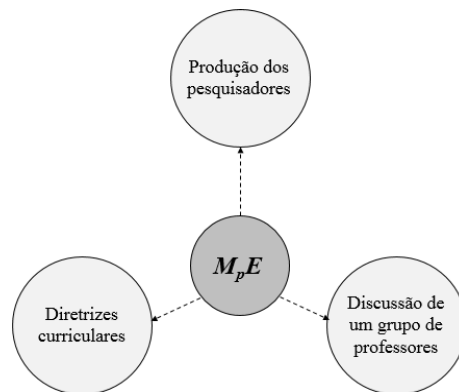 Produção dos
pesquisadores
MpE
Diretrizes
curriculares
Discussão de
um grupo de
professores